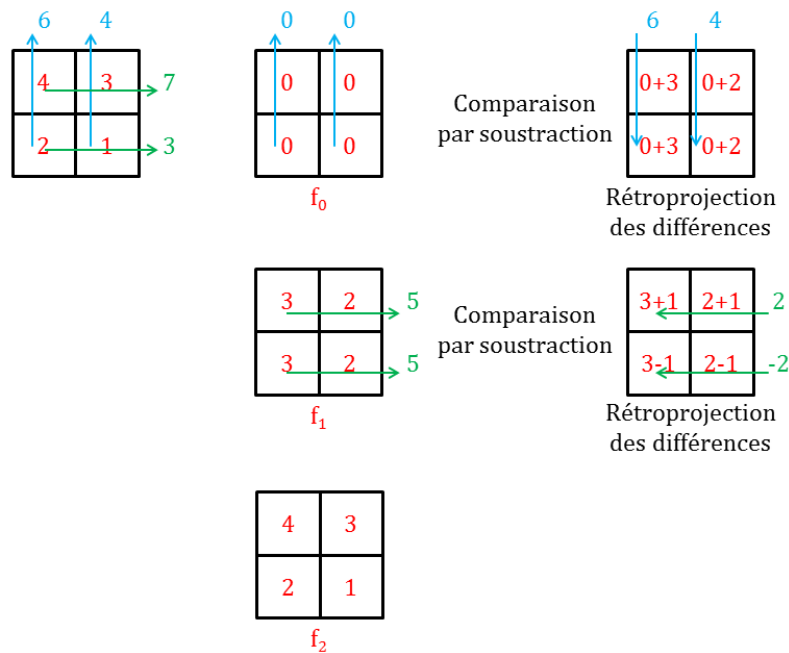 6 4 0 0 6 4
4 3 7 0 0 0+3 0+2
Comparaison
par soustraction
2 1 3 0 0 0+3 0+2
f0
Rétroprojection
des différences
3 2 5 3+1 2+1 2
Comparaison
par soustraction
3 2 5 3-1 2-1 -2
f1
Rétroprojection
des différences
4 3
2 1
f2